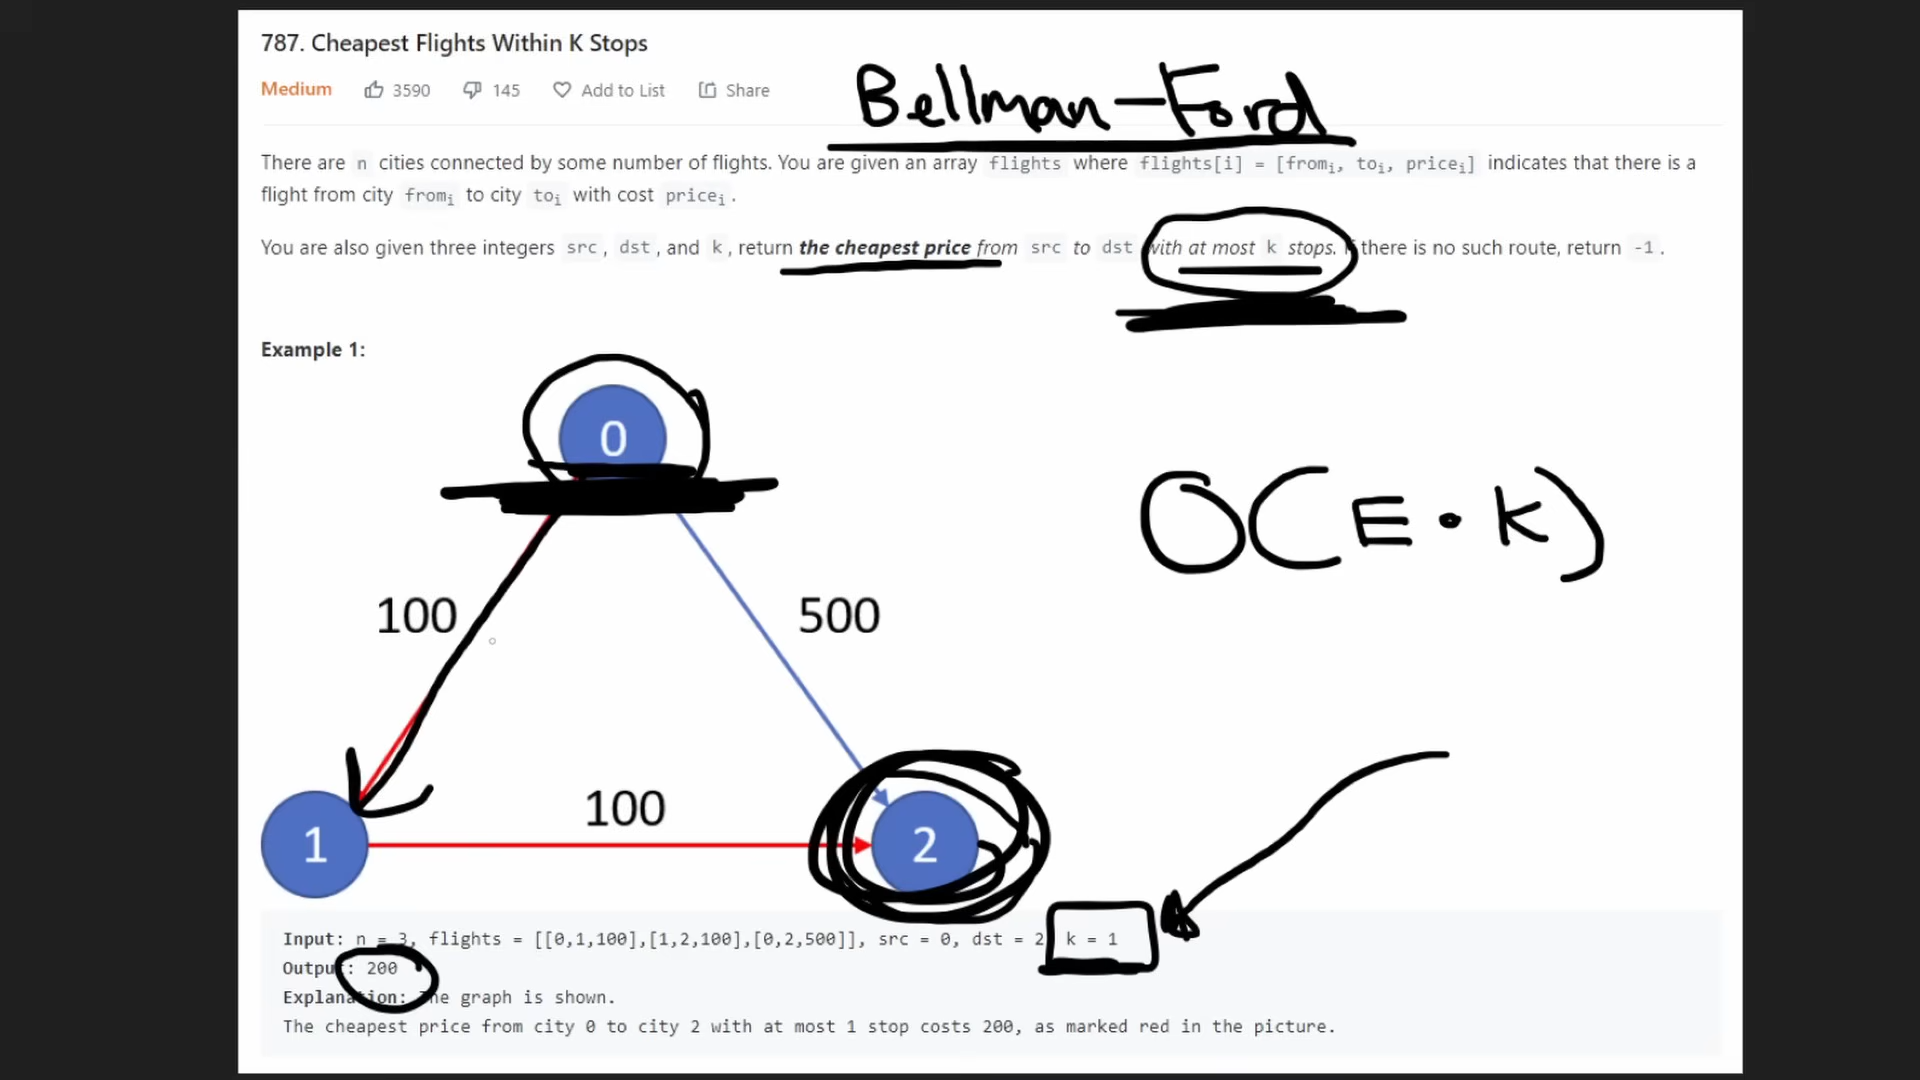 787. Cheapest Flights Within K Stops
Medium 3590 145 Add to List Share
Bellman-Ford
There are n cities connected by some number of flights. You are given an array flights where flights[i] = [fromᵢ, toᵢ, priceᵢ] indicates that there is a
flight from city fromᵢ to city toᵢ with cost priceᵢ.
You are also given three integers src, dst, and k, return the cheapest price from src to dst with at most k stops. If there is no such route, return -1.
Example 1:
0
O(E·k)
100 500
100
1 2
Input: n = 3, flights = [[0,1,100],[1,2,100],[0,2,500]], src = 0, dst = 2, k = 1
Output: 200
Explanation: The graph is shown.
The cheapest price from city 0 to city 2 with at most 1 stop costs 200, as marked red in the picture.